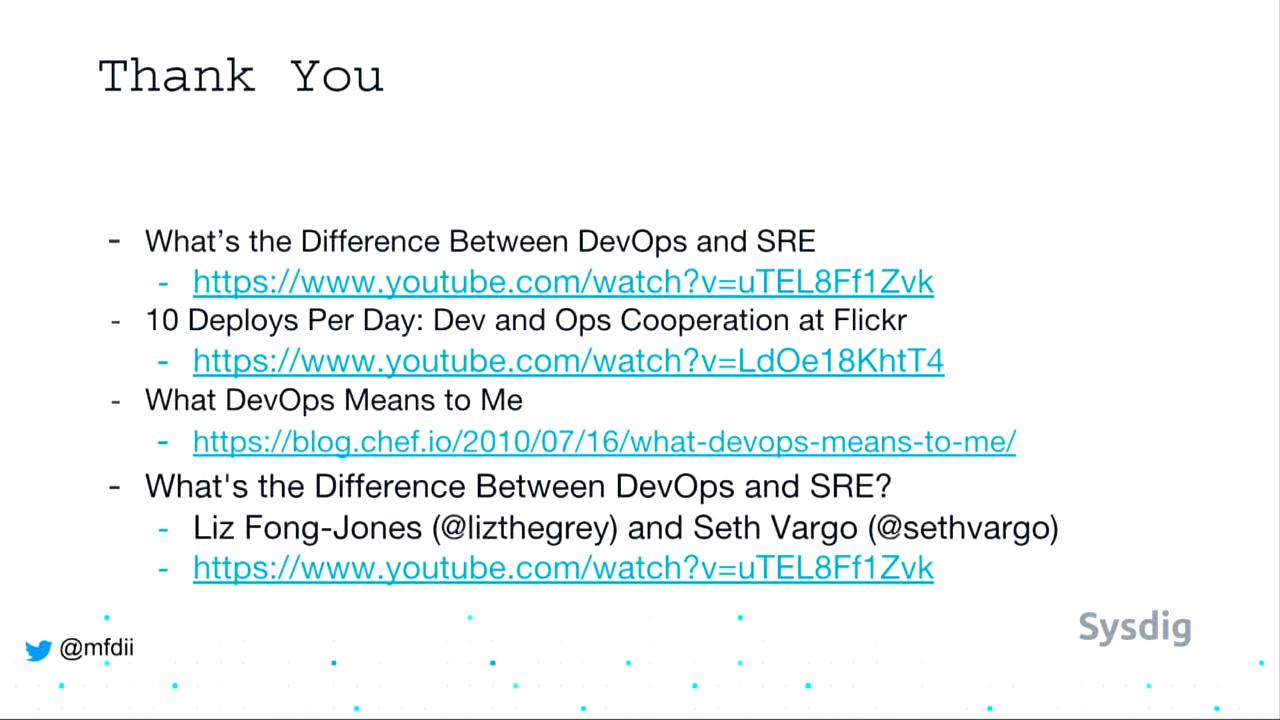 Thank You
- What’s the Difference Between DevOps and SRE
- https://www.youtube.com/watch?v=uTEL8Ff1Zvk
- 10 Deploys Per Day: Dev and Ops Cooperation at Flickr
- https://www.youtube.com/watch?v=LdOe18KhtT4
- What DevOps Means to Me
- https://blog.chef.io/2010/07/16/what-devops-means-to-me/
- What's the Difference Between DevOps and SRE?
- Liz Fong-Jones (@lizthegrey) and Seth Vargo (@sethvargo)
- https://www.youtube.com/watch?v=uTEL8Ff1Zvk
@mfdii
Sysdig